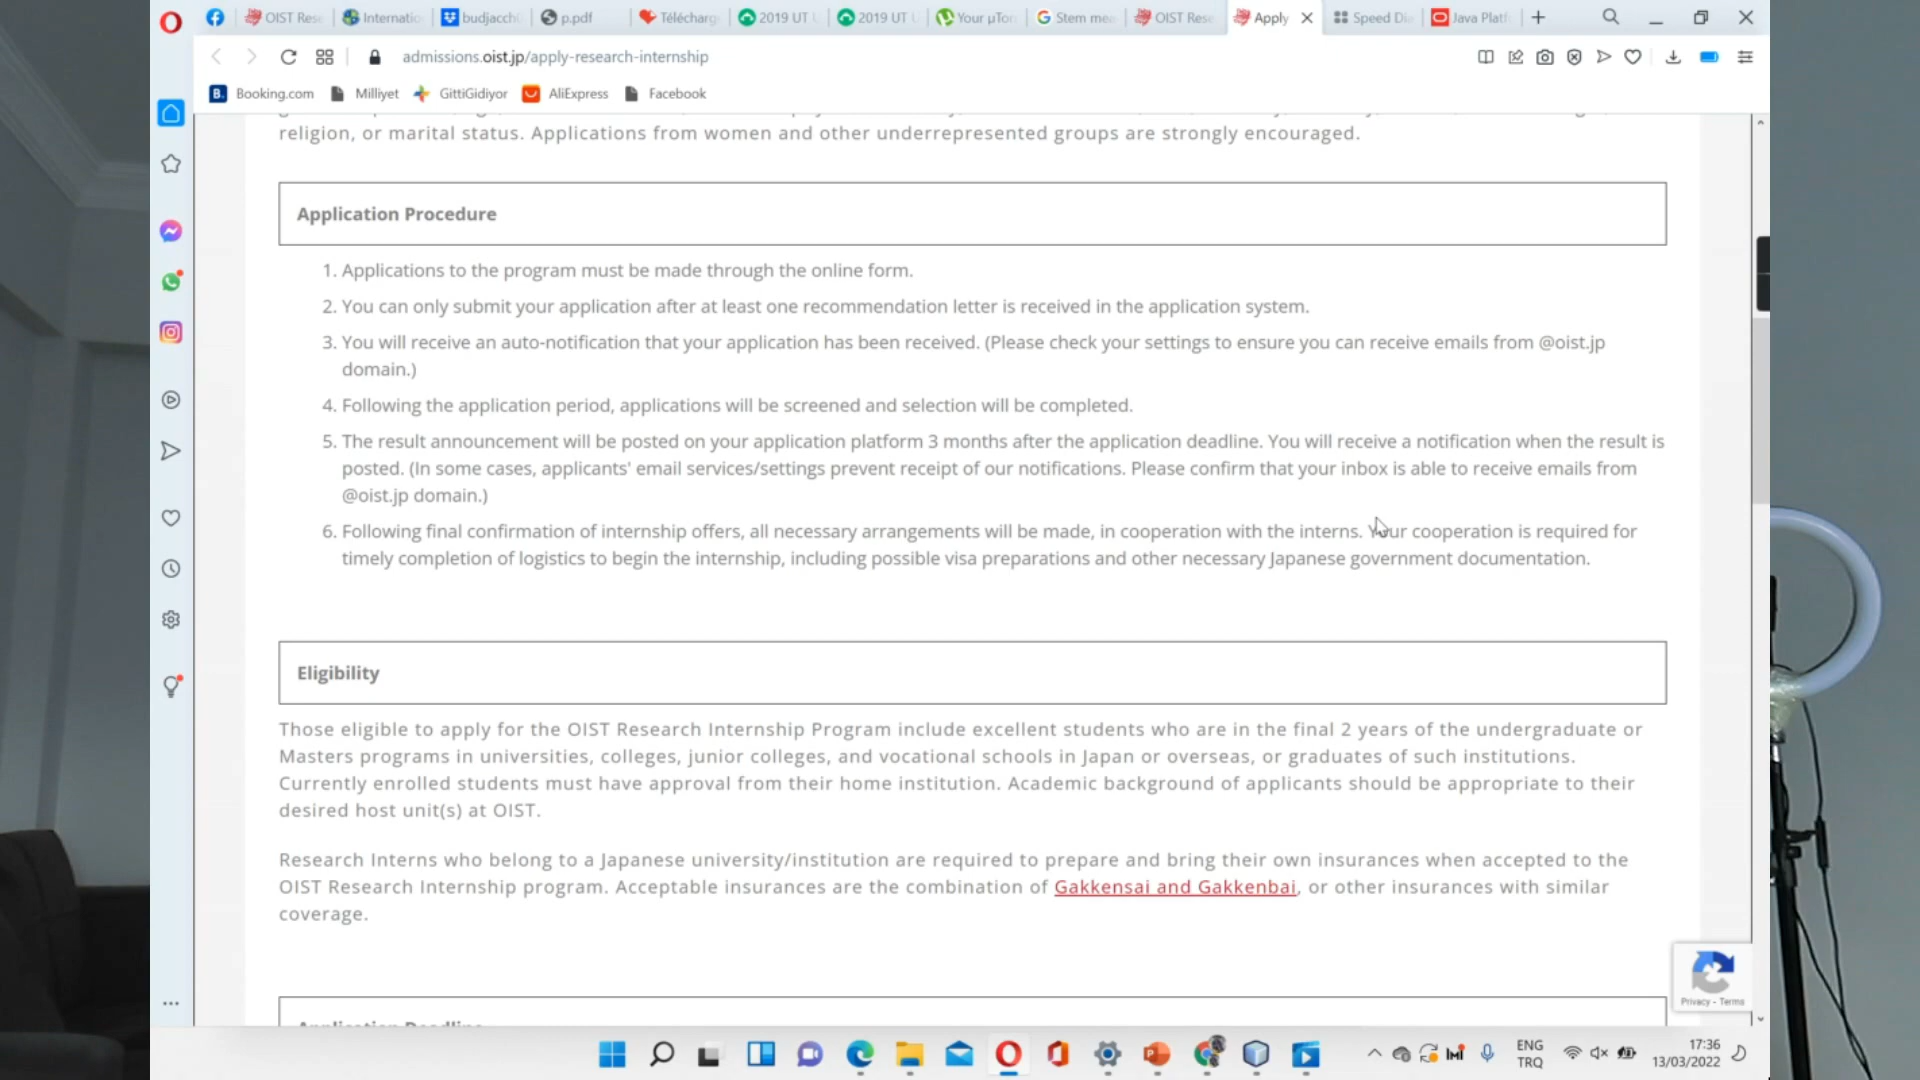 OIST Rese
Internatio
budjacch
p.pdf
Télécharg
2019 UT
2019 UT
Your µTor
Stem mea
OIST Rese
Apply
Speed Di
Java Platf
admissions.oist.jp/apply-research-internship
B. Booking.com
Milliyet
GittiGidiyor
AliExpress
Facebook
religion, or marital status. Applications from women and other underrepresented groups are strongly encouraged.
Application Procedure
1. Applications to the program must be made through the online form.
2. You can only submit your application after at least one recommendation letter is received in the application system.
3. You will receive an auto-notification that your application has been received. (Please check your settings to ensure you can receive emails from @oist.jp
domain.)
4. Following the application period, applications will be screened and selection will be completed.
5. The result announcement will be posted on your application platform 3 months after the application deadline. You will receive a notification when the result is
posted. (In some cases, applicants' email services/settings prevent receipt of our notifications. Please confirm that your inbox is able to receive emails from
@oist.jp domain.)
6. Following final confirmation of internship offers, all necessary arrangements will be made, in cooperation with the interns. Your cooperation is required for
timely completion of logistics to begin the internship, including possible visa preparations and other necessary Japanese government documentation.
Eligibility
Those eligible to apply for the OIST Research Internship Program include excellent students who are in the final 2 years of the undergraduate or
Masters programs in universities, colleges, junior colleges, and vocational schools in Japan or overseas, or graduates of such institutions.
Currently enrolled students must have approval from their home institution. Academic background of applicants should be appropriate to their
desired host unit(s) at OIST.
Research Interns who belong to a Japanese university/institution are required to prepare and bring their own insurances when accepted to the
OIST Research Internship program. Acceptable insurances are the combination of Gakkensai and Gakkenbai, or other insurances with similar
coverage.
Privacy - Terms
Application Deadline
ENG
TRQ
17:36
13/03/2022